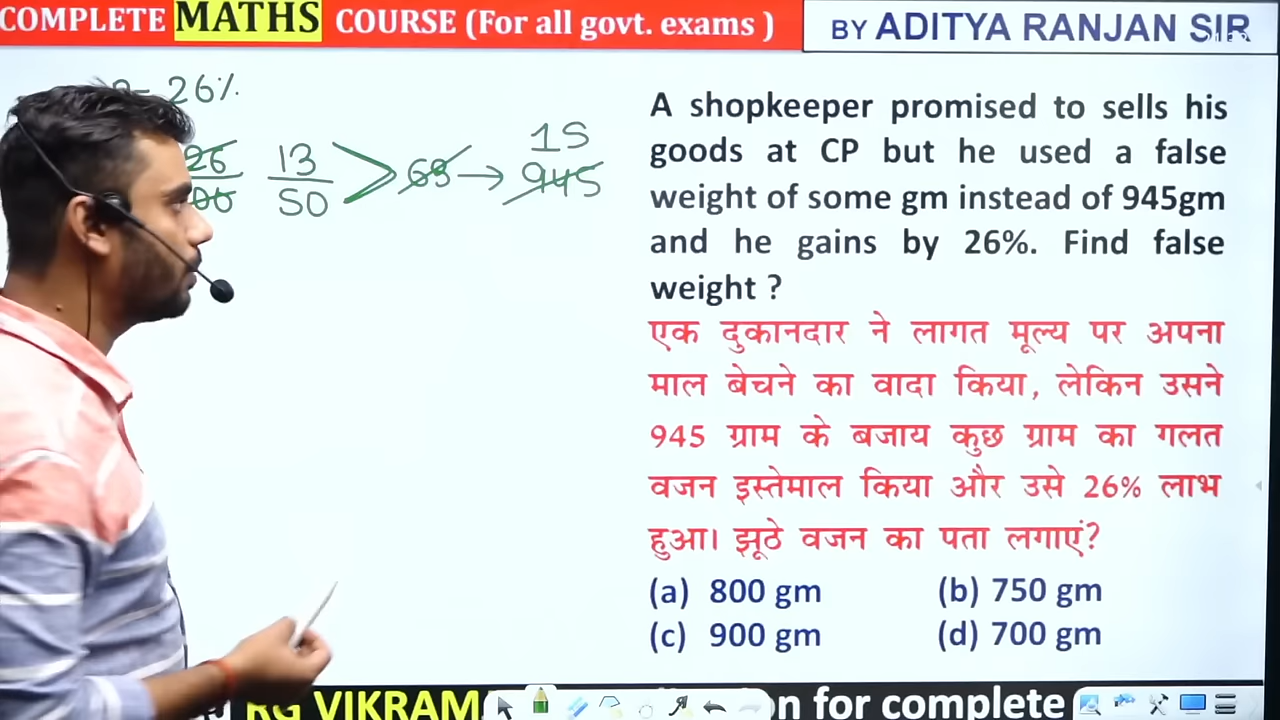 COMPLETE MATHS COURSE (For all govt. exams )
BY ADITYA RANJAN SIR
26%
26 13 > 63 → 945 15
50
A shopkeeper promised to sells his
goods at CP but he used a false
weight of some gm instead of 945gm
and he gains by 26%. Find false
weight ?
एक दुकानदार ने लागत मूल्य पर अपना
माल बेचने का वादा किया, लेकिन उसने
945 ग्राम के बजाय कुछ ग्राम का गलत
वजन इस्तेमाल किया और उसे 26% लाभ
हुआ। झूठे वजन का पता लगाएं?
(a) 800 gm (b) 750 gm
(c) 900 gm (d) 700 gm
RG VIKRAM
n for complete